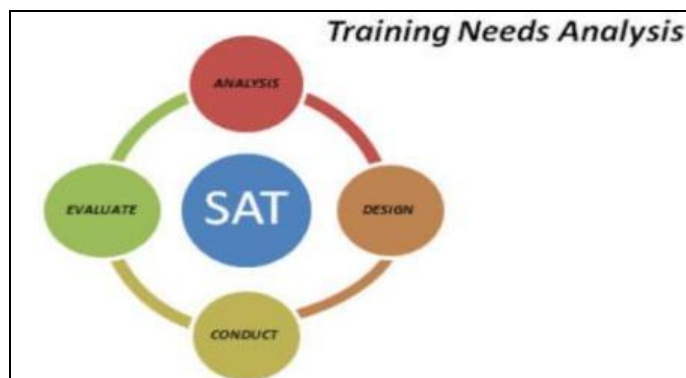 Training Needs Analysis
ANALYSIS
EVALUATE
SAT
DESIGN
CONDUCT